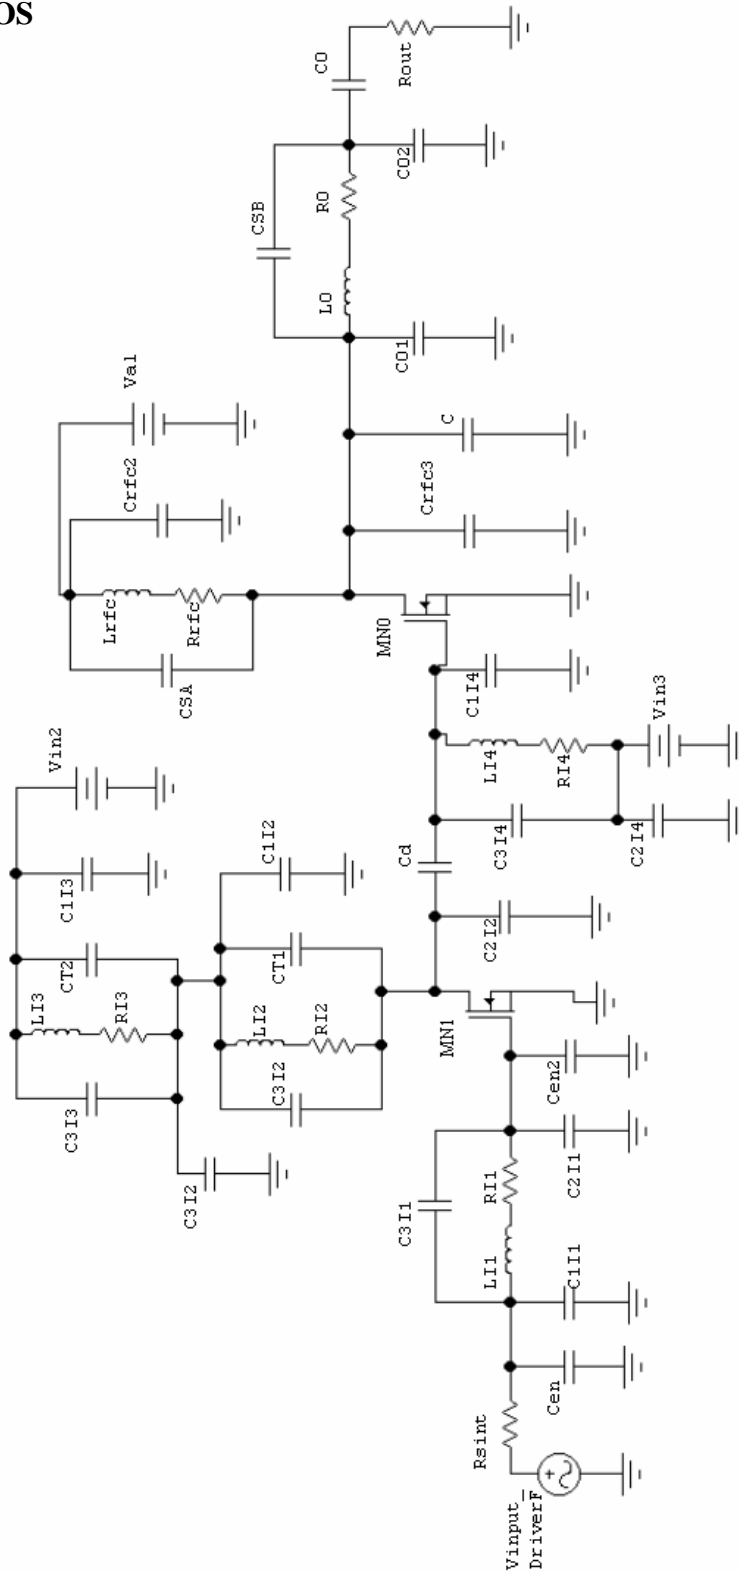 OS
CO
Rout
CO2
RO
CSB
LO
CO1
Val
C
Crfc2
Crfc3
Lrfc
Rrfc
CSA
MN0
C1I4
Vin3
Vin2
LI4
RI4
C3I4
C2I4
Cd
C1I2
C1I3
C2I2
CT2
CT1
LI3
RI3
LI2
RI2
MN1
C3I2
C3I3
Cen2
C3I2
C2I1
RI1
C3I1
LI1
C1I1
Cen
Rsint
Vinput_
DriverF